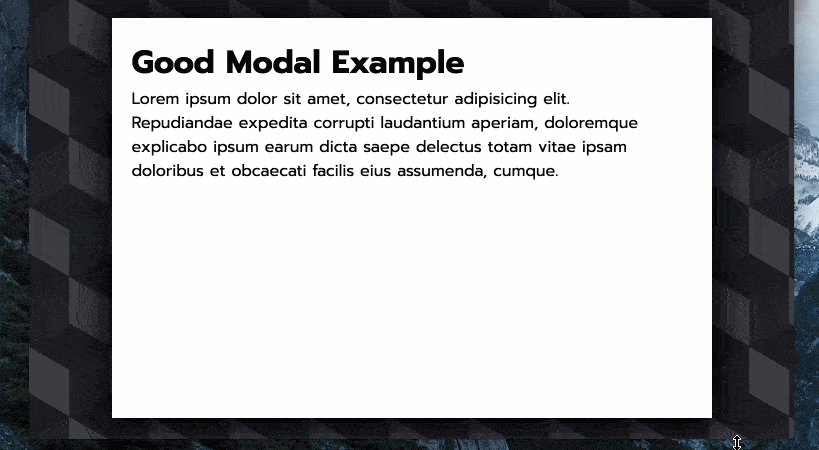 Good Modal Example
Lorem ipsum dolor sit amet, consectetur adipisicing elit.
Repudiandae expedita corrupti laudantium aperiam, doloremque
explicabo ipsum earum dicta saepe delectus totam vitae ipsam
doloribus et obcaecati facilis eius assumenda, cumque.